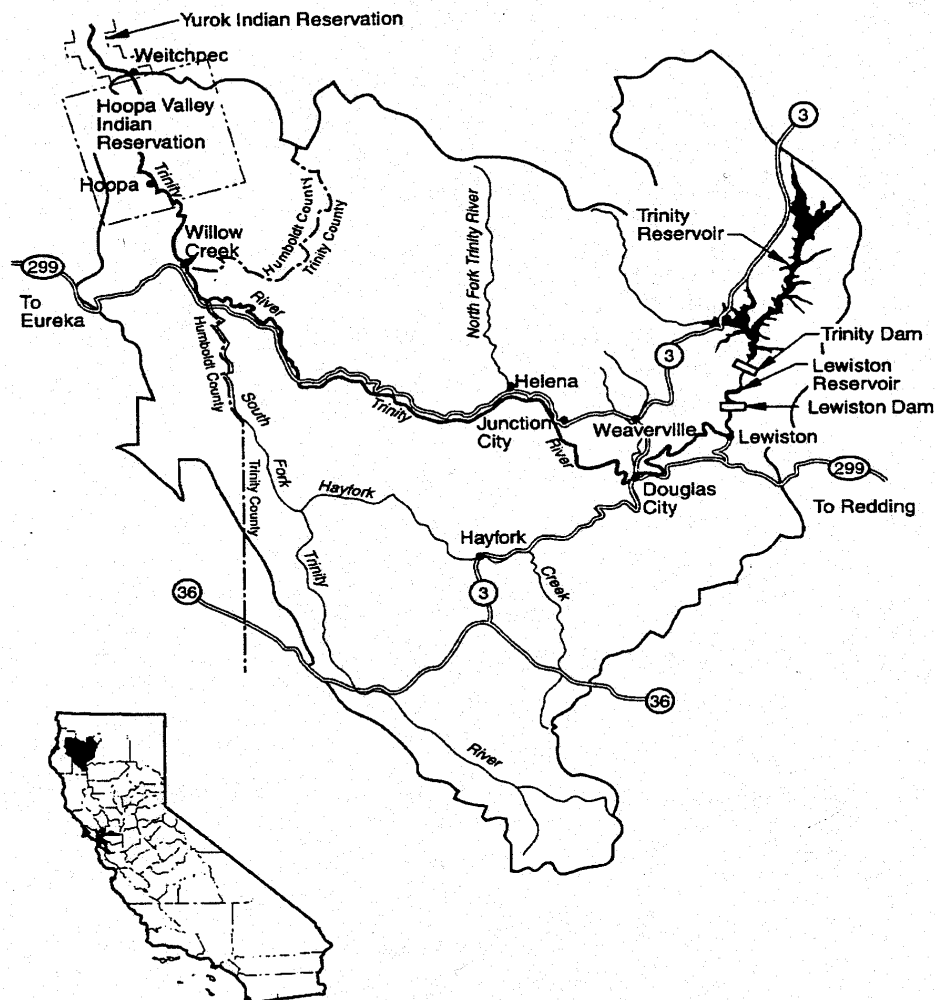 Yurok Indian Reservation
Weitchpec
Hoopa Valley
Indian
Reservation
3
Hoopa
Trinity
Humboldt County
Trinity County
North Fork Trinity River
Trinity
Reservoir
Willow
Creek
299
To
Eureka
River
Humboldt County
3
Trinity Dam
Lewiston
Reservoir
Lewiston Dam
Helena
Trinity
Junction
City
River
Weaverville
Lewiston
299
To Redding
South
Fork
Trinity County
Hayfork
Douglas
City
Hayfork
Trinity
Creek
3
36
36
River